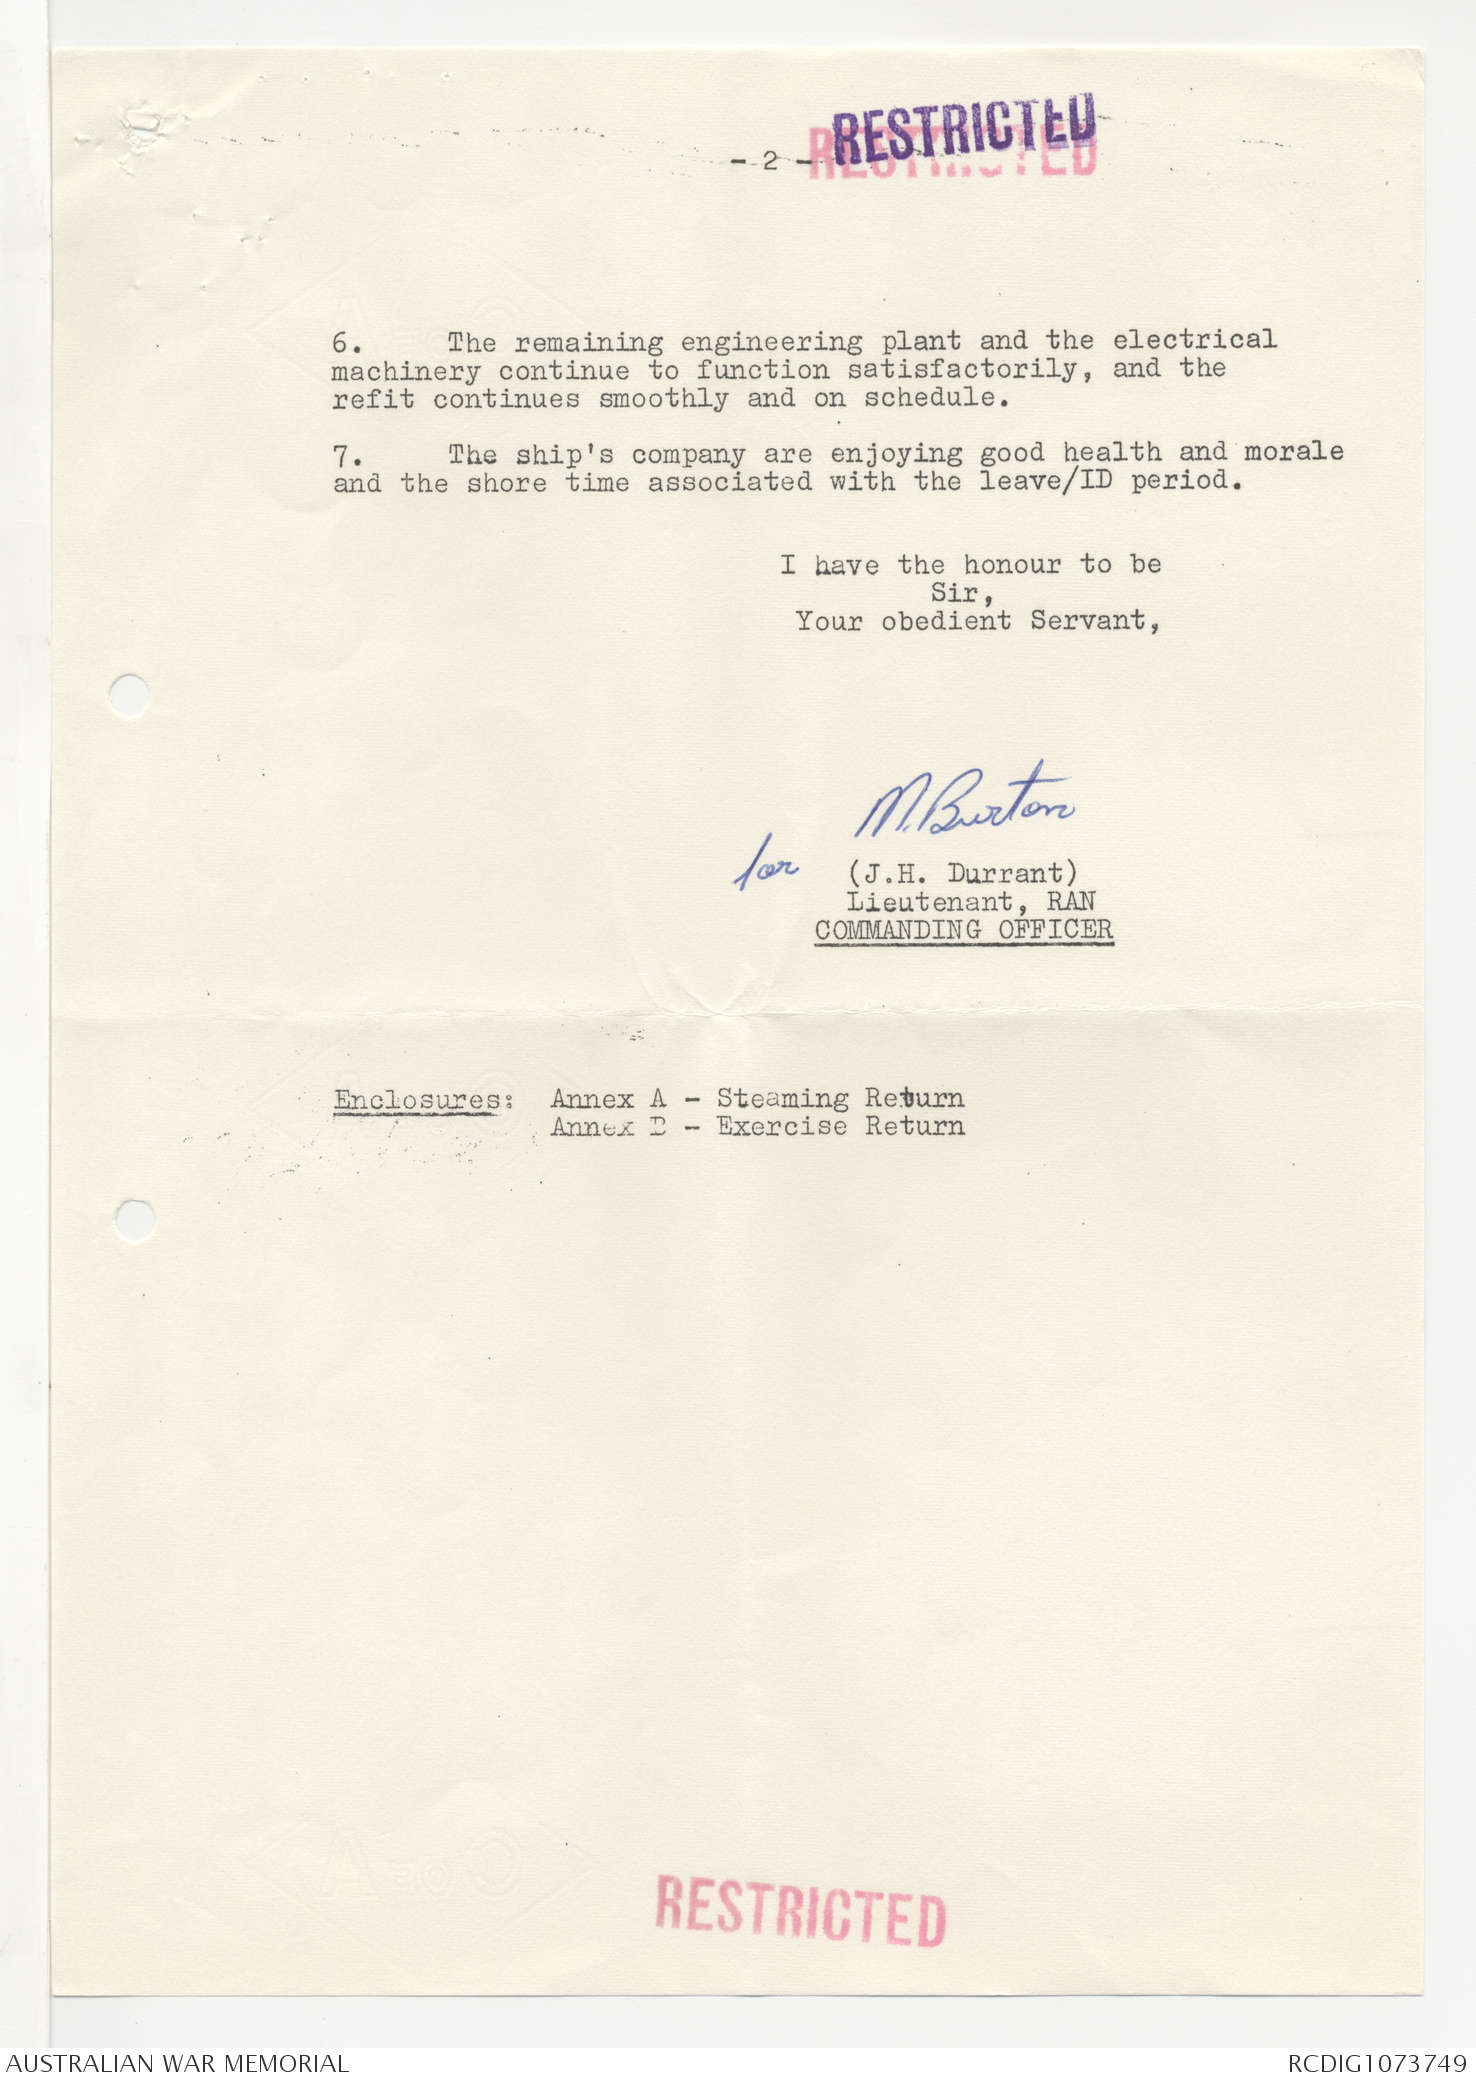 RESTRICTED
RESTRICTED
- 2 -
6. The remaining engineering plant and the electrical
machinery continue to function satisfactorily, and the
refit continues smoothly and on schedule.
7. The ship's company are enjoying good health and morale
and the shore time associated with the leave/ID period.
I have the honour to be
Sir,
Your obedient Servant,
M. Burton
for (J.H. Durrant)
Lieutenant, RAN
COMMANDING OFFICER
Enclosures: Annex A - Steaming Return
Annex B - Exercise Return
C OF A
RESTRICTED
AUSTRALIAN WAR MEMORIAL
RCDIG1073749